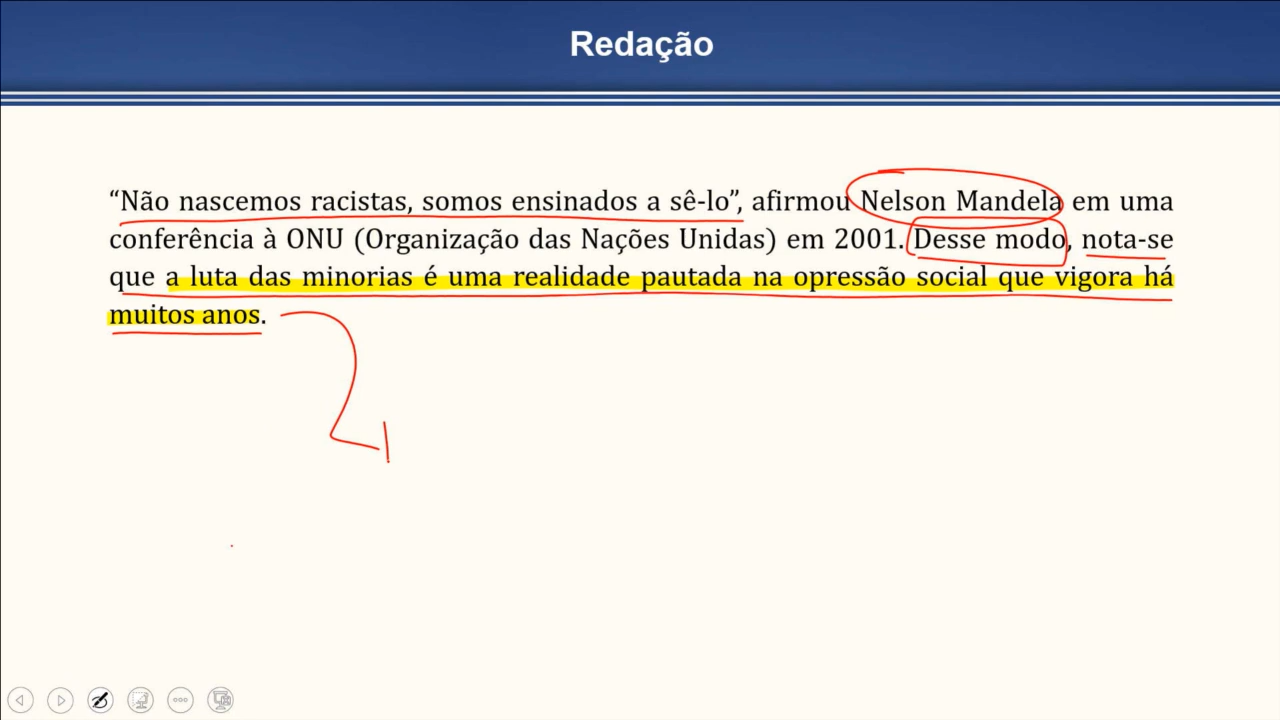 Redação
“Não nascemos racistas, somos ensinados a sê-lo”, afirmou Nelson Mandela em uma
conferência à ONU (Organização das Nações Unidas) em 2001. Desse modo, nota-se
que a luta das minorias é uma realidade pautada na opressão social que vigora há
muitos anos.